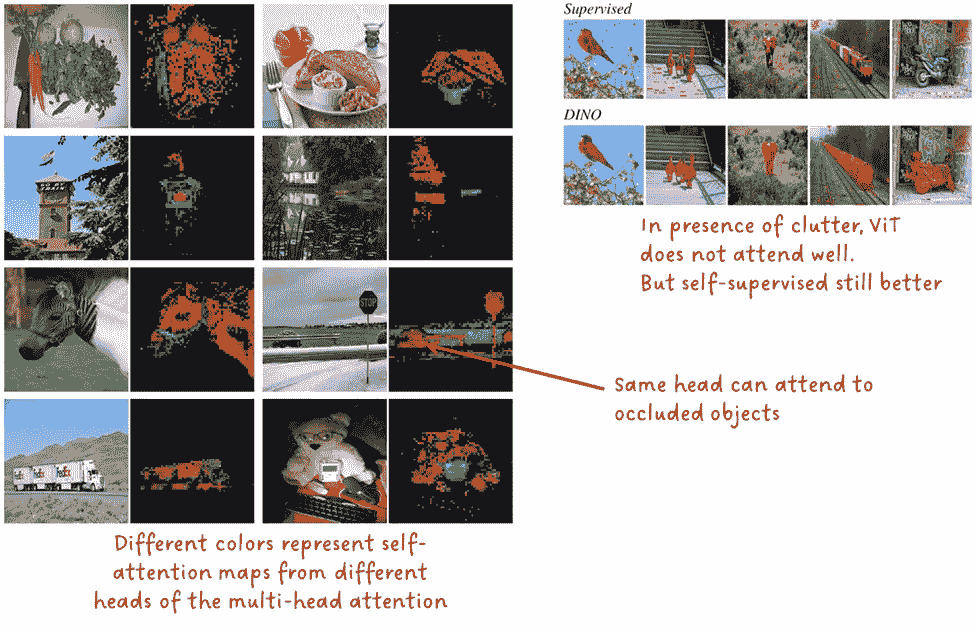 Supervised
DINO
In presence of clutter, ViT
does not attend well.
But self-supervised still better
STOP
Same head can attend to
occluded objects
FedEx
Different colors represent self-
attention maps from different
heads of the multi-head attention